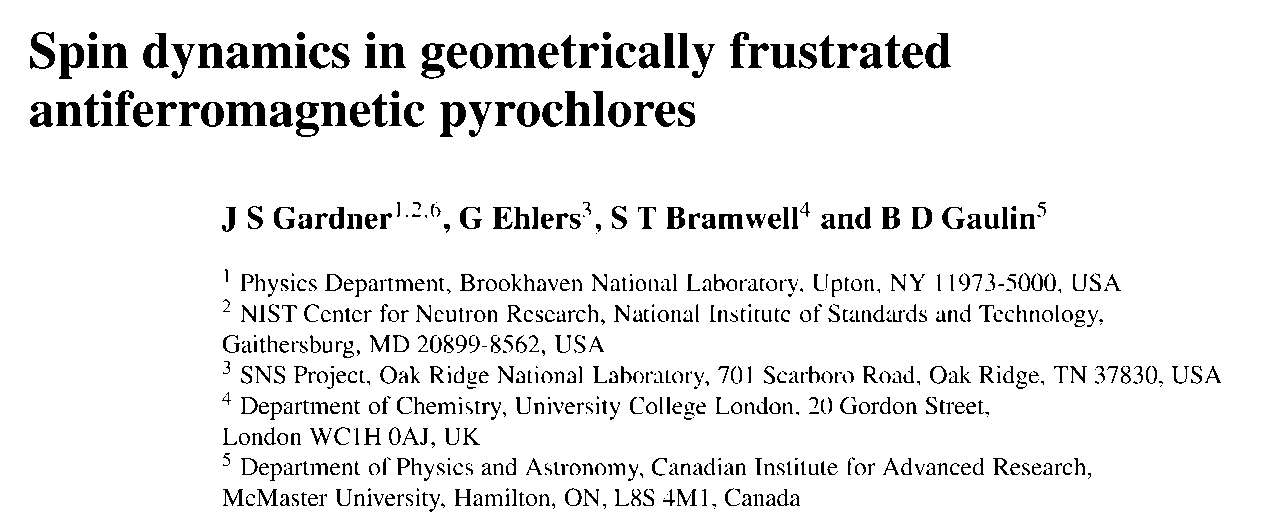 Spin dynamics in geometrically frustrated
antiferromagnetic pyrochlores
J S Gardner1,2,6, G Ehlers3, S T Bramwell4 and B D Gaulin5
1 Physics Department, Brookhaven National Laboratory, Upton, NY 11973-5000, USA
2 NIST Center for Neutron Research, National Institute of Standards and Technology,
Gaithersburg, MD 20899-8562, USA
3 SNS Project, Oak Ridge National Laboratory, 701 Scarboro Road, Oak Ridge, TN 37830, USA
4 Department of Chemistry, University College London, 20 Gordon Street,
London WC1H 0AJ, UK
5 Department of Physics and Astronomy, Canadian Institute for Advanced Research,
McMaster University, Hamilton, ON, L8S 4M1, Canada